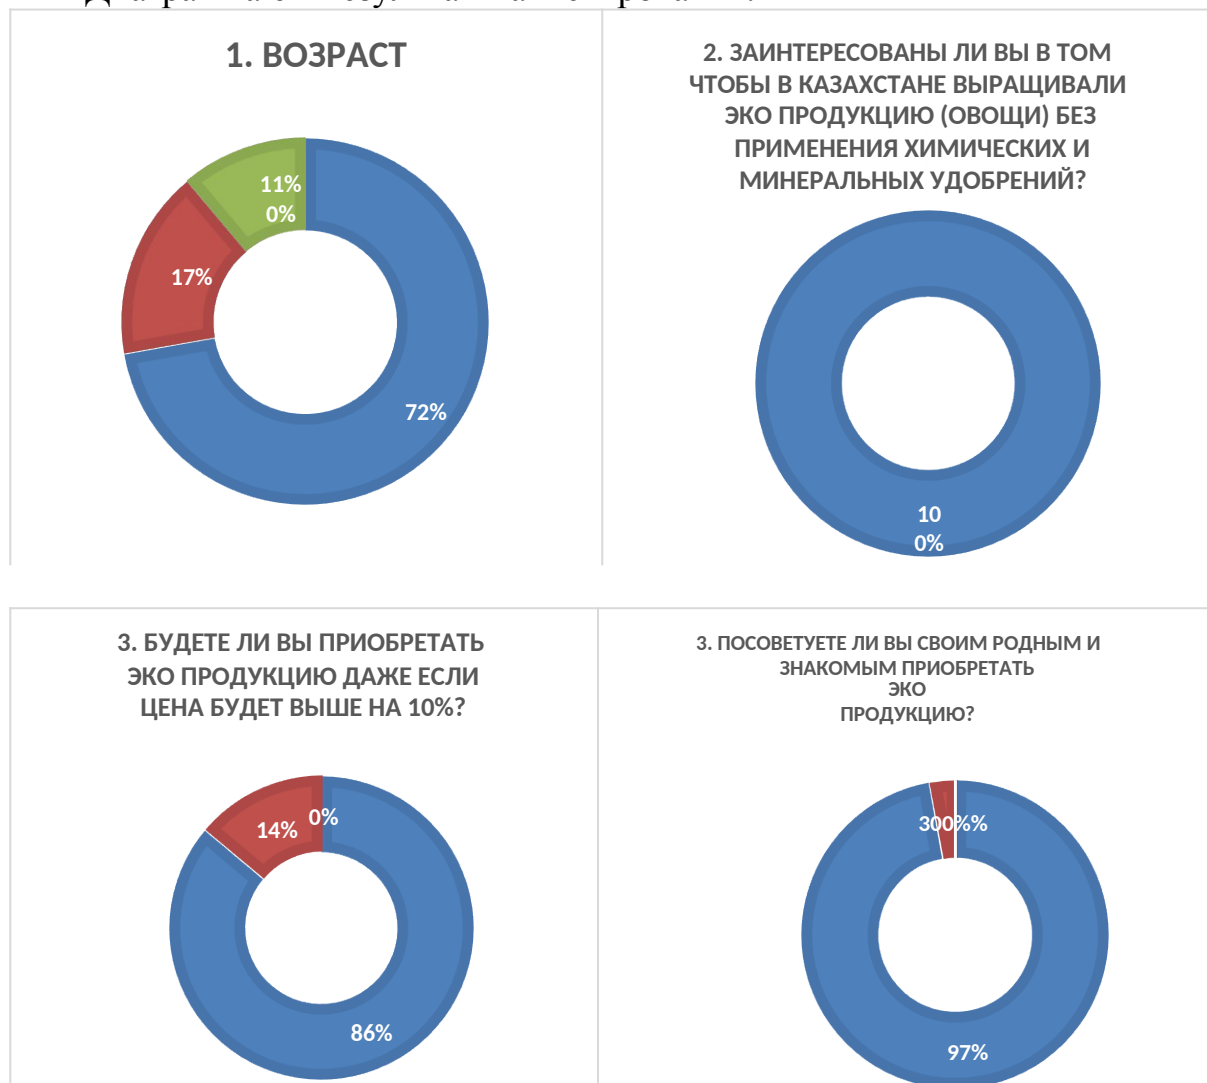 1. ВОЗРАСТ
11%
0%
17%
72%
2. ЗАИНТЕРЕСОВАНЫ ЛИ ВЫ В ТОМ
ЧТОБЫ В КАЗАХСТАНЕ ВЫРАЩИВАЛИ
ЭКО ПРОДУКЦИЮ (ОВОЩИ) БЕЗ
ПРИМЕНЕНИЯ ХИМИЧЕСКИХ И
МИНЕРАЛЬНЫХ УДОБРЕНИЙ?
10
0%
3. БУДЕТЕ ЛИ ВЫ ПРИОБРЕТАТЬ
ЭКО ПРОДУКЦИЮ ДАЖЕ ЕСЛИ
ЦЕНА БУДЕТ ВЫШЕ НА 10%?
0%
14%
86%
3. ПОСОВЕТУЕТЕ ЛИ ВЫ СВОИМ РОДНЫМ И
ЗНАКОМЫМ ПРИОБРЕТАТЬ
ЭКО
ПРОДУКЦИЮ?
300%%
97%